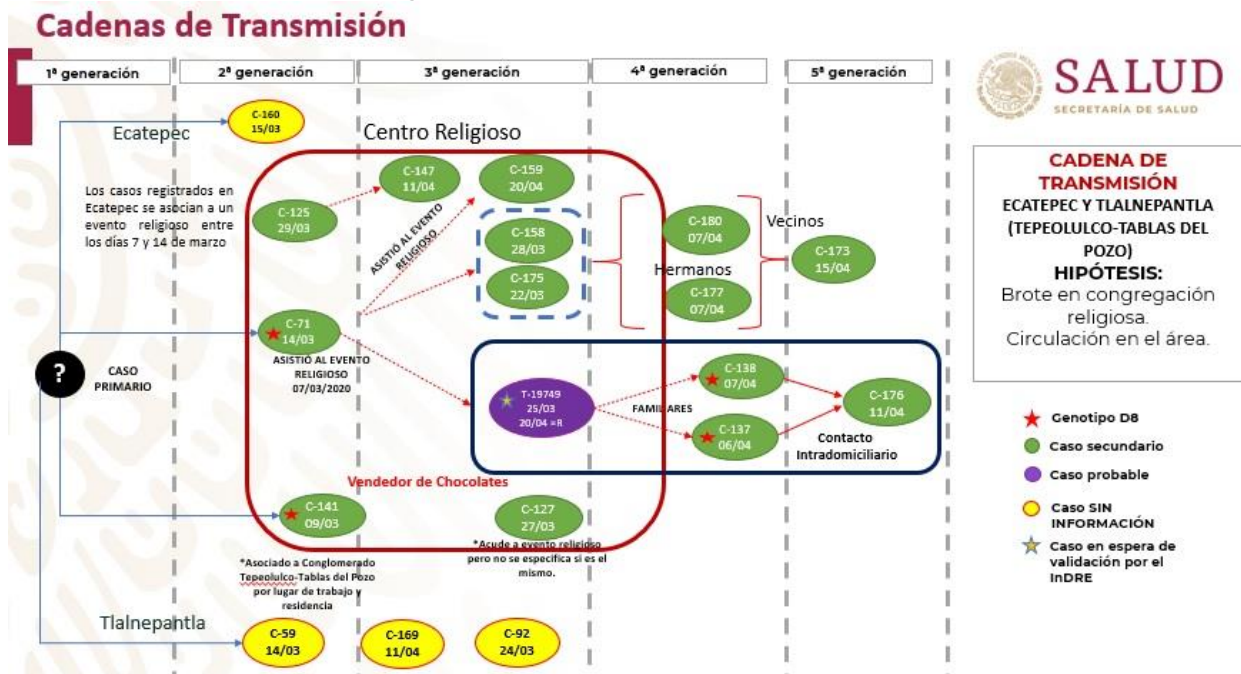 Cadenas de Transmisión
1ª generación
2ª generación
3ª generación
4ª generación
5ª generación
SALUD
SECRETARÍA DE SALUD
Ecatepec
C-160
15/03
Centro Religioso
Los casos registrados en
Ecatepec se asocian a un
evento religioso entre
los días 7 y 14 de marzo
C-125
29/03
C-147
11/04
C-159
20/04
ASISTIÓ AL EVENTO
RELIGIOSO
C-158
28/03
C-175
22/03
C-180
07/04
Vecinos
Hermanos
C-177
07/04
C-173
15/04
C-71
14/03
ASISTIÓ AL EVENTO
RELIGIOSO
07/03/2020
?
CASO
PRIMARIO
T-19749
25/03
20/04 =R
FAMILIARES
C-138
07/04
C-137
06/04
C-176
11/04
Contacto
Intradomiciliario
Vendedor de Chocolates
C-141
09/03
C-127
27/03
*Asociado a Conglomerado
Tepeolulco-Tablas del Pozo
por lugar de trabajo y
residencia
*Acude a evento religioso
pero no se especifica si es el
mismo.
Tlalnepantla
C-59
14/03
C-169
11/04
C-92
24/03
CADENA DE
TRANSMISIÓN
ECATEPEC Y TLALNEPANTLA
(TEPEOLULCO-TABLAS DEL
POZO)
HIPÓTESIS:
Brote en congregación
religiosa.
Circulación en el área.
Genotipo D8
Caso secundario
Caso probable
Caso SIN
INFORMACIÓN
Caso en espera de
validación por el
InDRE